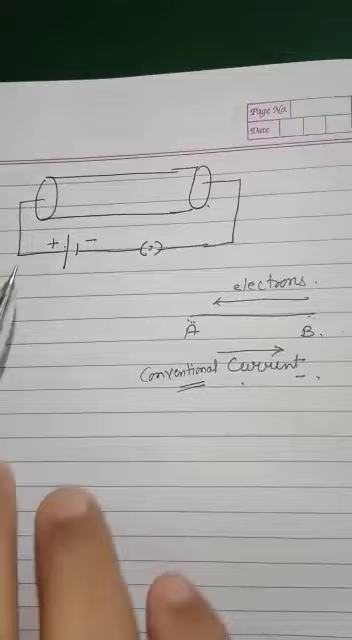 Page No.
Date
+ -
electrons.
A B.
Conventional Current.